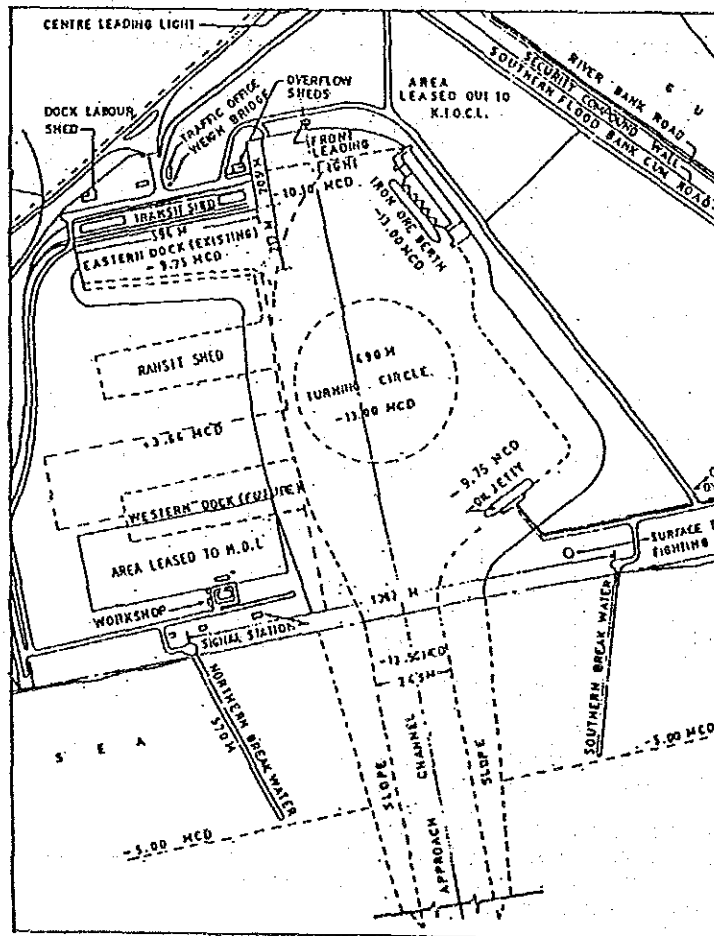 CENTRE LEADING LIGHT
DOCK LABOUR
SHED
TRAFFIC OFFICE
WEIGH BRIDGE
OVERFLOW
SHEDS
AREA
LEASED OUT TO
K.I.O.C.L.
RIVER BANK ROAD
SECURITY COMPOUND WALL
SOUTHERN FLOOD BANK CUM ROAD
FRONT
LEADING
LIGHT
-10.10 MCD
IRON ORE BERTH
-13.00 MCD
TRANSIT SHED
EASTERN DOCK (EXISTING)
-9.75 MCD
RANSIT SHED
490 M
TURNING CIRCLE
-13.00 MCD
WESTERN DOCK (FUTURE)
-9.75 MCD
OIL JETTY
AREA LEASED TO M.D.L
SURFACE
FIGHTING
WORKSHOP
SIGNAL STATION
245M
NORTHERN BREAK WATER
570 M
SOUTHERN BREAK WATER
S E A
SLOPE
CHANNEL
APPROACH
SLOPE
-5.00 MCD
-5.00 MCD